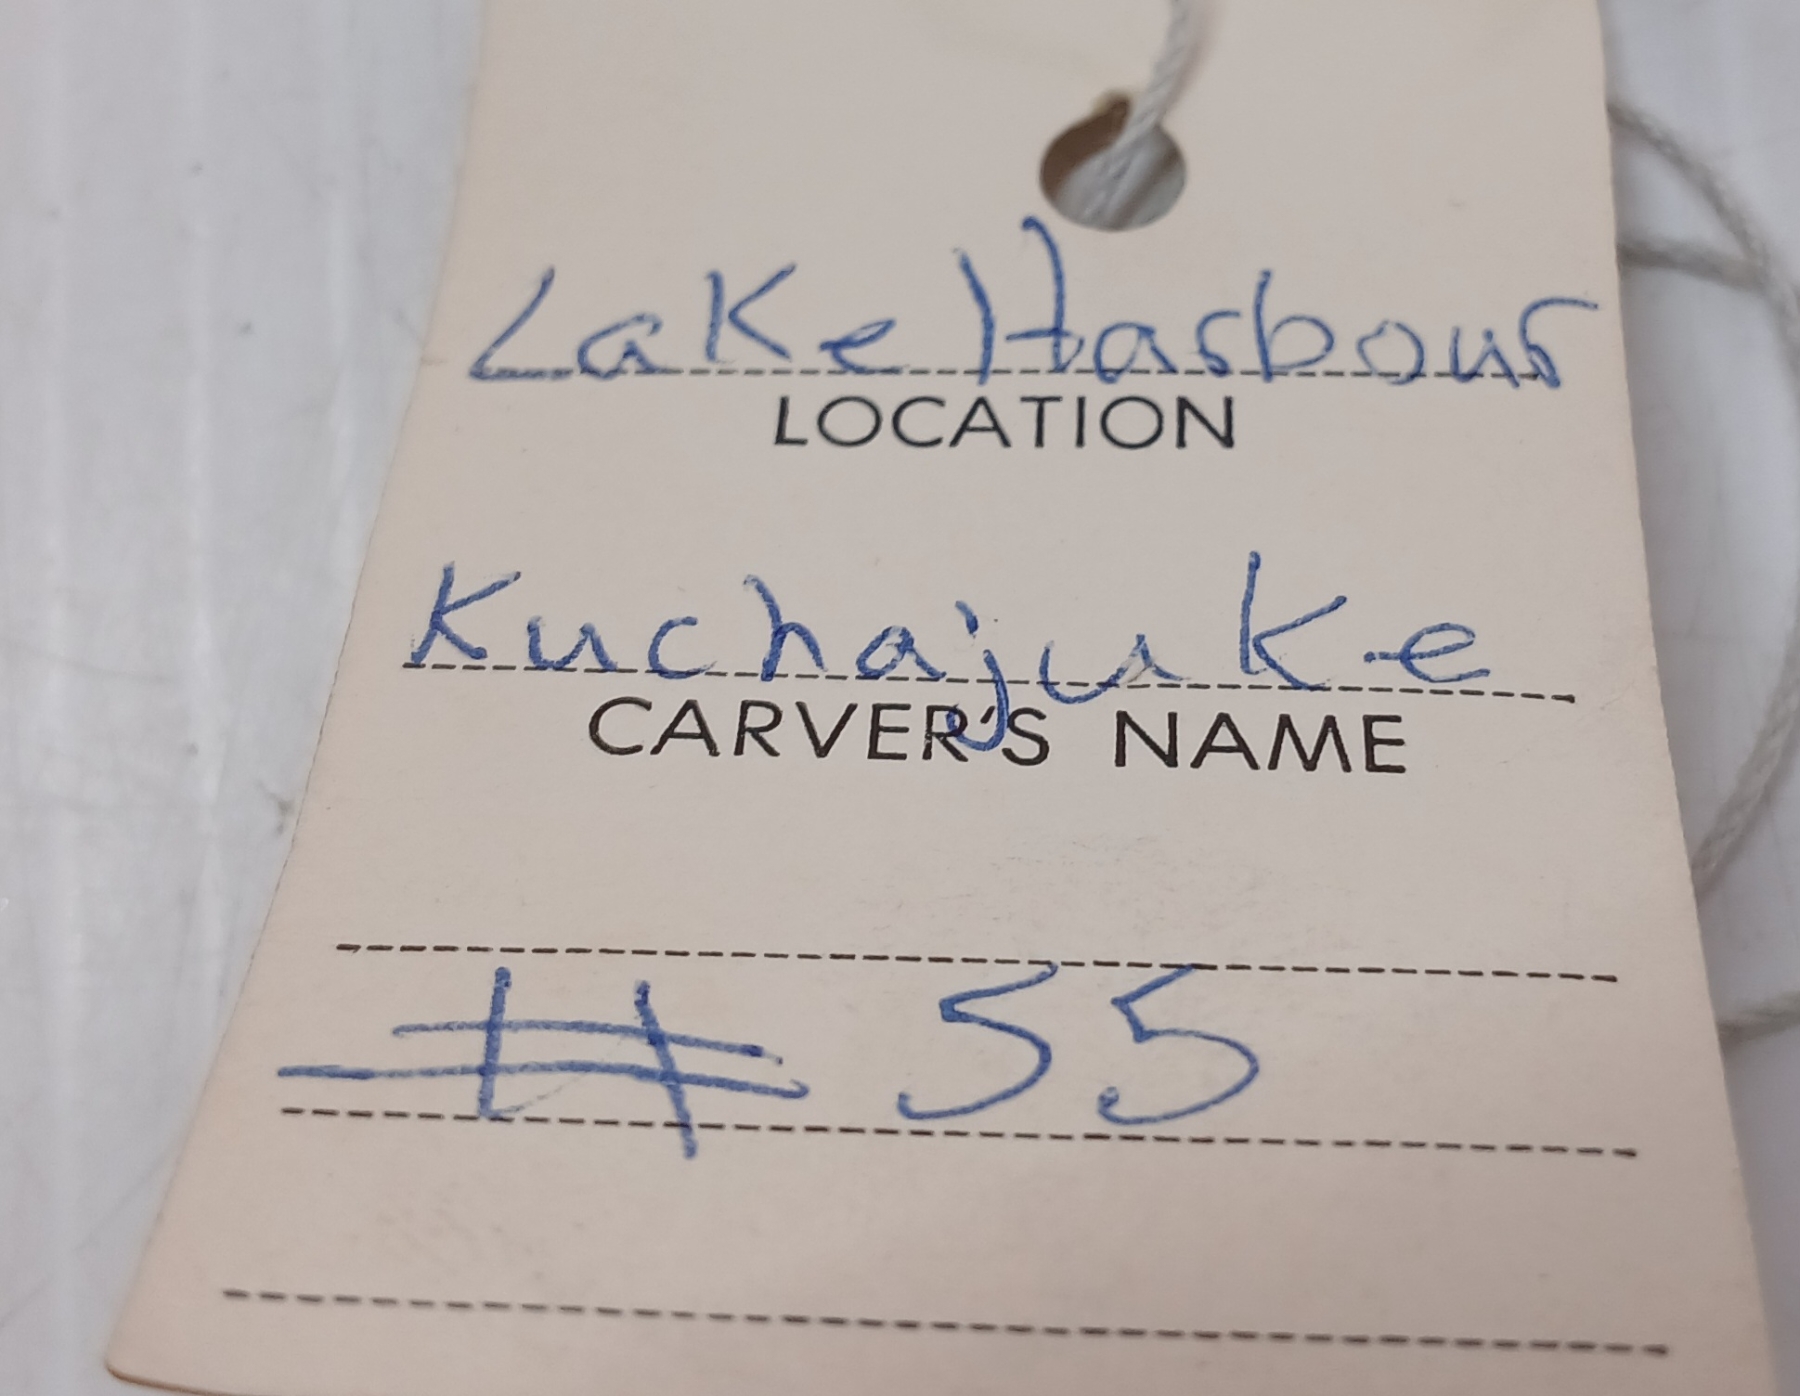 Lake Harbour
LOCATION
Kuchajuke
CARVER'S NAME
# 55